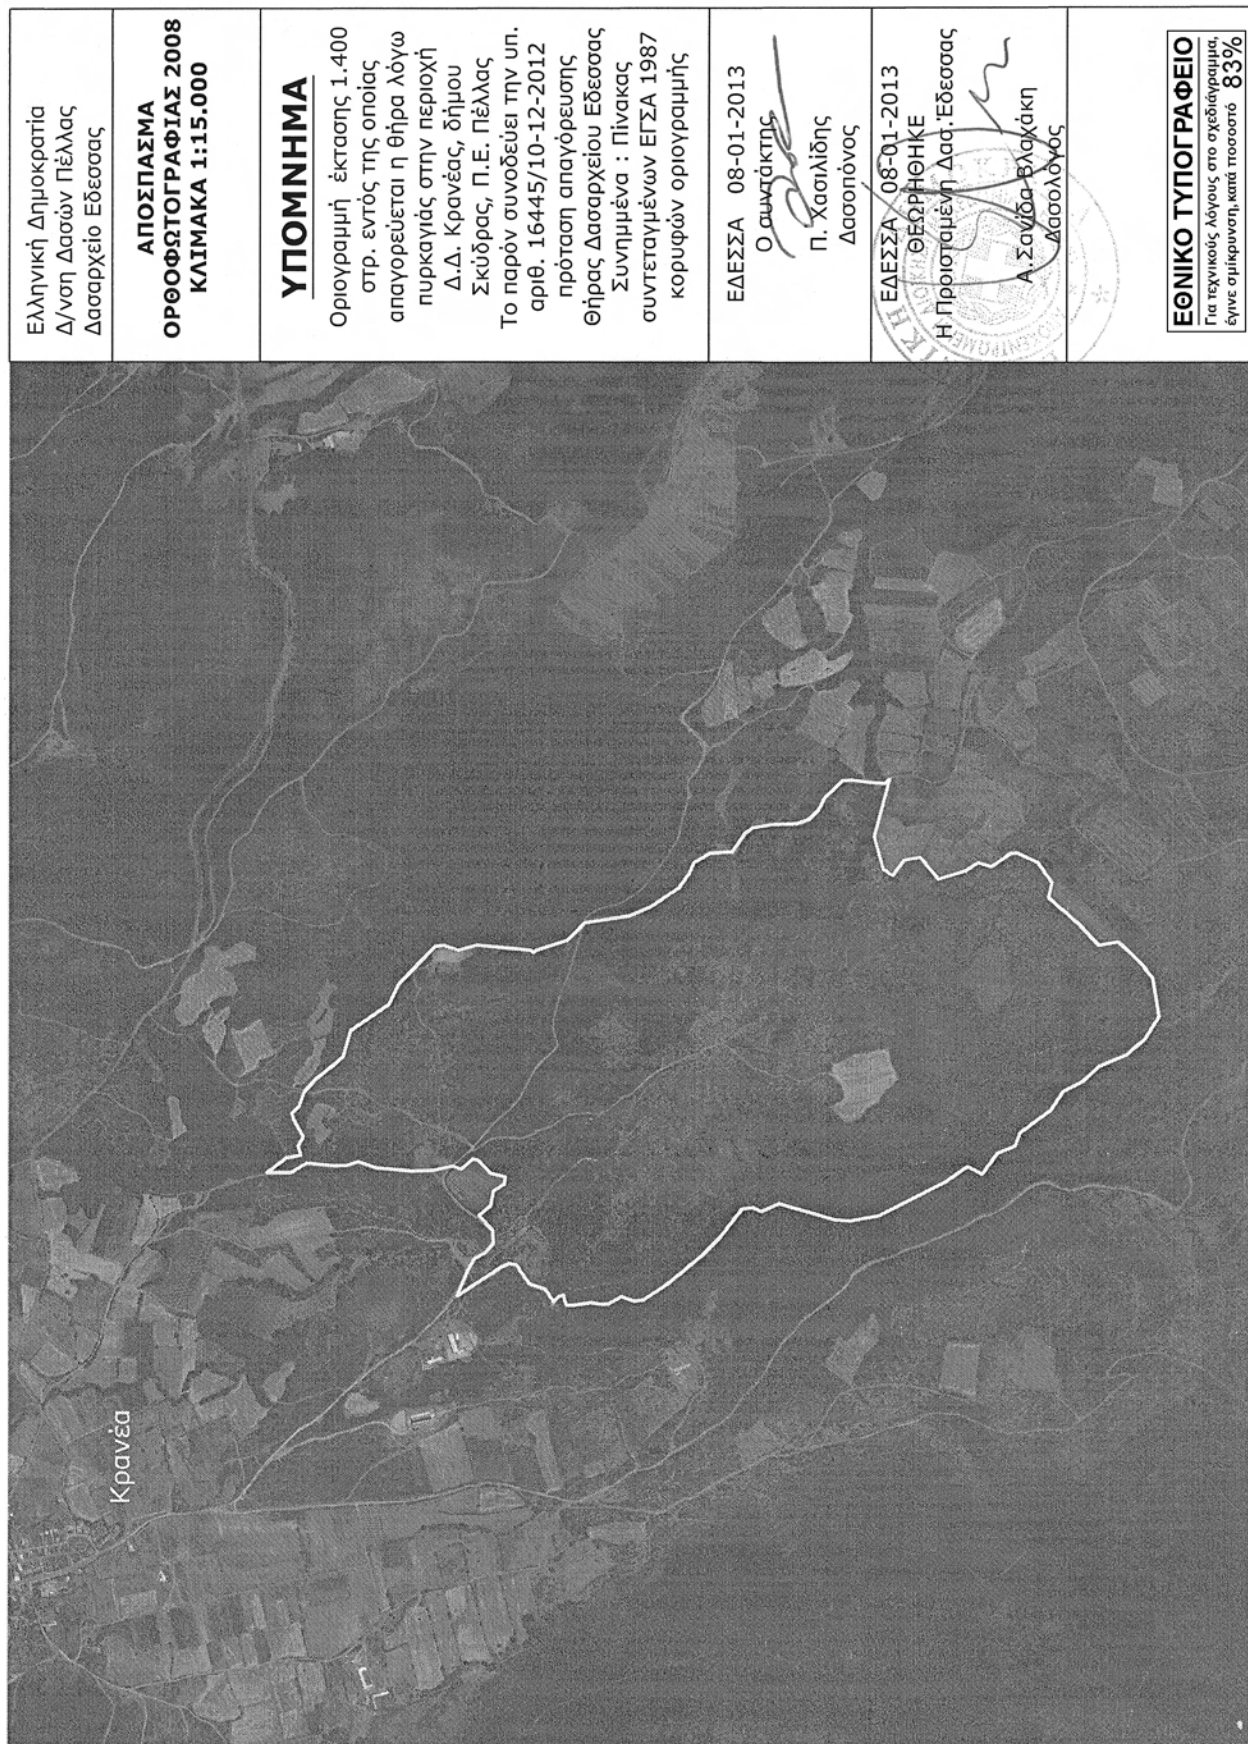 Ελληνική Δημοκρατία
Δ/νση Δασών Πέλλας
Δασαρχείο Εδεσσας
ΑΠΟΣΠΑΣΜΑ
ΟΡΘΟΦΩΤΟΓΡΑΦΙΑΣ 2008
ΚΛΙΜΑΚΑ 1:15.000
ΥΠΟΜΝΗΜΑ
Οριογραμμή έκτασης 1.400
στρ. εντός της οποίας
απαγορεύεται η θήρα λόγω
πυρκαγιάς στην περιοχή
Δ.Δ. Κρανέας, δήμου
Σκύδρας, Π.Ε. Πέλλας
Το παρόν συνοδεύει την υπ.
αριθ. 16445/10-12-2012
πρόταση απαγόρευσης
θήρας Δασαρχείου Εδεσσας
Συνημμένα : Πίνακας
συντεταγμένων ΕΓΣΑ 1987
κορυφών οριογραμμής
ΕΔΕΣΣΑ 08-01-2013
Ο συντάκτης
Π. Χασιλίδης
Δασοπόνος
ΕΔΕΣΣΑ 08-01-2013
ΘΕΩΡΗΘΗΚΕ
Η Προισταμένη Δασ. Έδεσσας
Α. Βλαχάκη
Δασολόγος
ΕΘΝΙΚΟ ΤΥΠΟΓΡΑΦΕΙΟ
Για τεχνικούς λόγους στο σχεδιάγραμμα,
έγινε σμίκρυνση, κατά ποσοστό 83%
Κρανέα